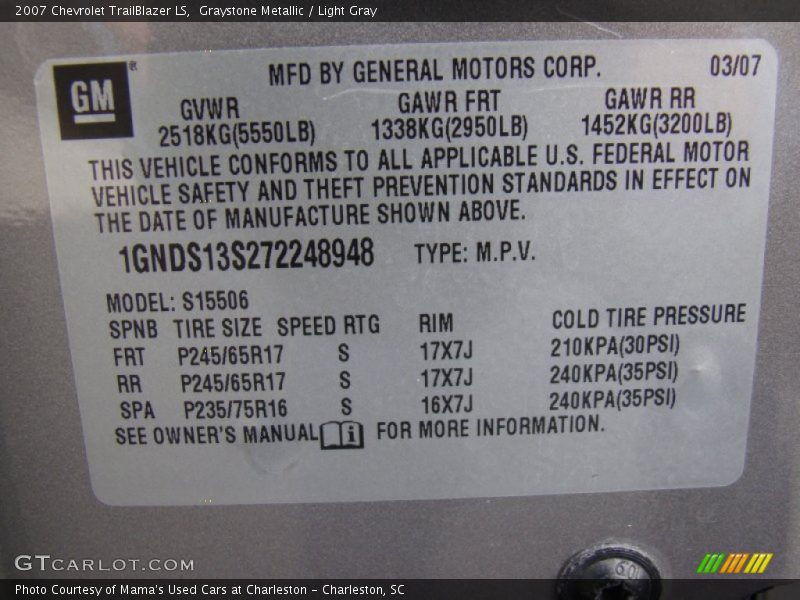 2007 Chevrolet TrailBlazer LS,  Graystone Metallic / Light Gray
GM®
MFD BY GENERAL MOTORS CORP.
03/07
GVWR
GAWR FRT
GAWR RR
2518KG(5550LB)
1338KG(2950LB)
1452KG(3200LB)
THIS VEHICLE CONFORMS TO ALL APPLICABLE U.S. FEDERAL MOTOR
VEHICLE SAFETY AND THEFT PREVENTION STANDARDS IN EFFECT ON
THE DATE OF MANUFACTURE SHOWN ABOVE.
1GNDS13S272248948
TYPE: M.P.V.
MODEL: S15506
SPNB TIRE SIZE SPEED RTG RIM COLD TIRE PRESSURE
FRT P245/65R17 S 17X7J 210KPA(30PSI)
RR P245/65R17 S 17X7J 240KPA(35PSI)
SPA P235/75R16 S 16X7J 240KPA(35PSI)
SEE OWNER'S MANUAL i FOR MORE INFORMATION.
GTCARLOT.COM
Photo Courtesy of Mama's Used Cars at Charleston - Charleston, SC